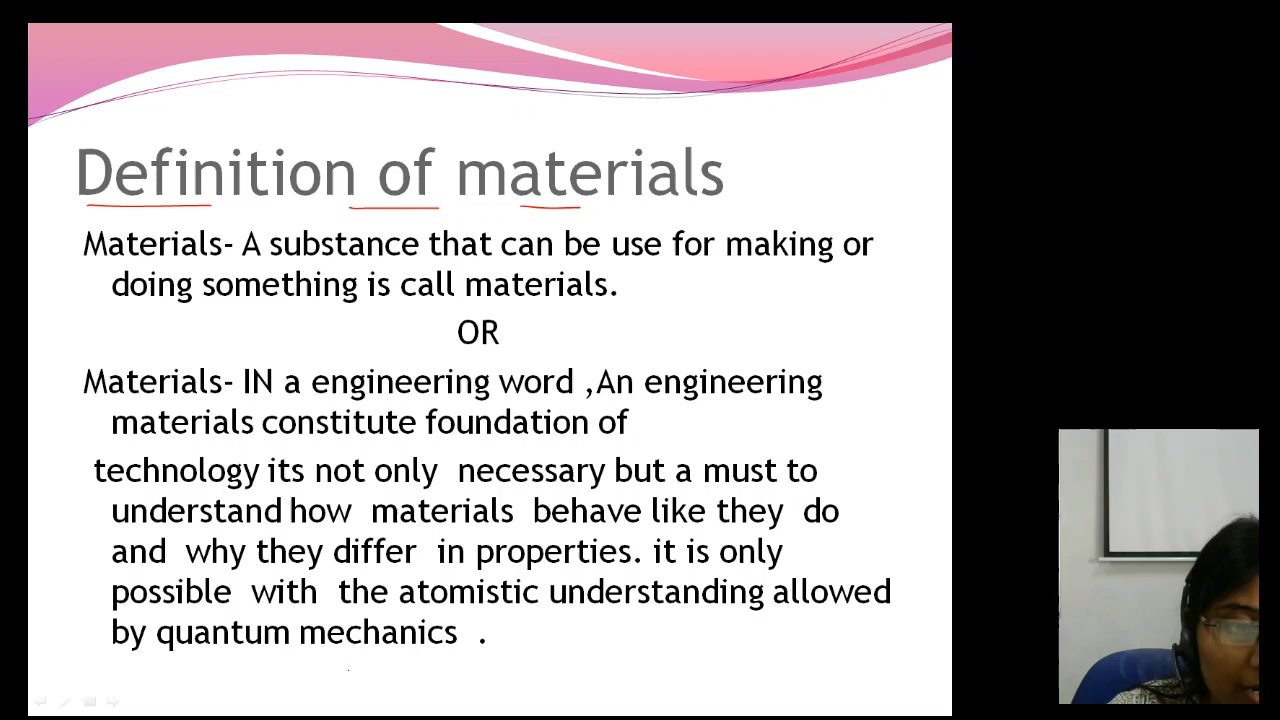 Definition of materials
Materials- A substance that can be use for making or
doing something is call materials.
OR
Materials- IN a engineering word ,An engineering
materials constitute foundation of
technology its not only necessary but a must to
understand how materials behave like they do
and why they differ in properties. it is only
possible with the atomistic understanding allowed
by quantum mechanics .